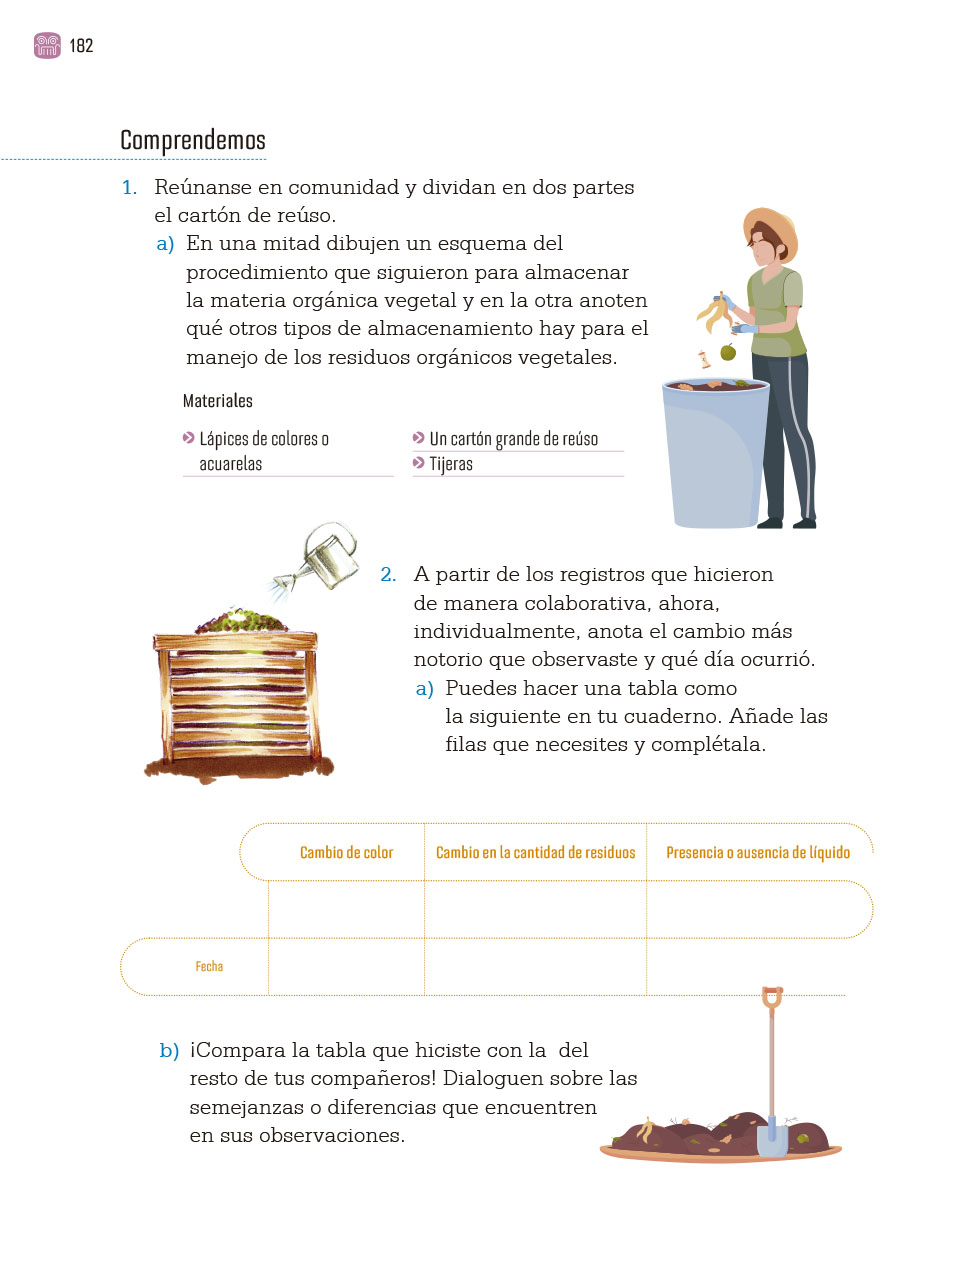 182
Comprendemos
1. Reúnanse en comunidad y dividan en dos partes
el cartón de reúso.
a) En una mitad dibujen un esquema del
procedimiento que siguieron para almacenar
la materia orgánica vegetal y en la otra anoten
qué otros tipos de almacenamiento hay para el
manejo de los residuos orgánicos vegetales.
Materiales
Lápices de colores o
acuarelas
Un cartón grande de reúso
Tijeras
2. A partir de los registros que hicieron
de manera colaborativa, ahora,
individualmente, anota el cambio más
notorio que observaste y qué día ocurrió.
a) Puedes hacer una tabla como
la siguiente en tu cuaderno. Añade las
filas que necesites y complétala.
Cambio de color Cambio en la cantidad de residuos Presencia o ausencia de líquido
Fecha
b) ¡Compara la tabla que hiciste con la  del
resto de tus compañeros! Dialoguen sobre las
semejanzas o diferencias que encuentren
en sus observaciones.